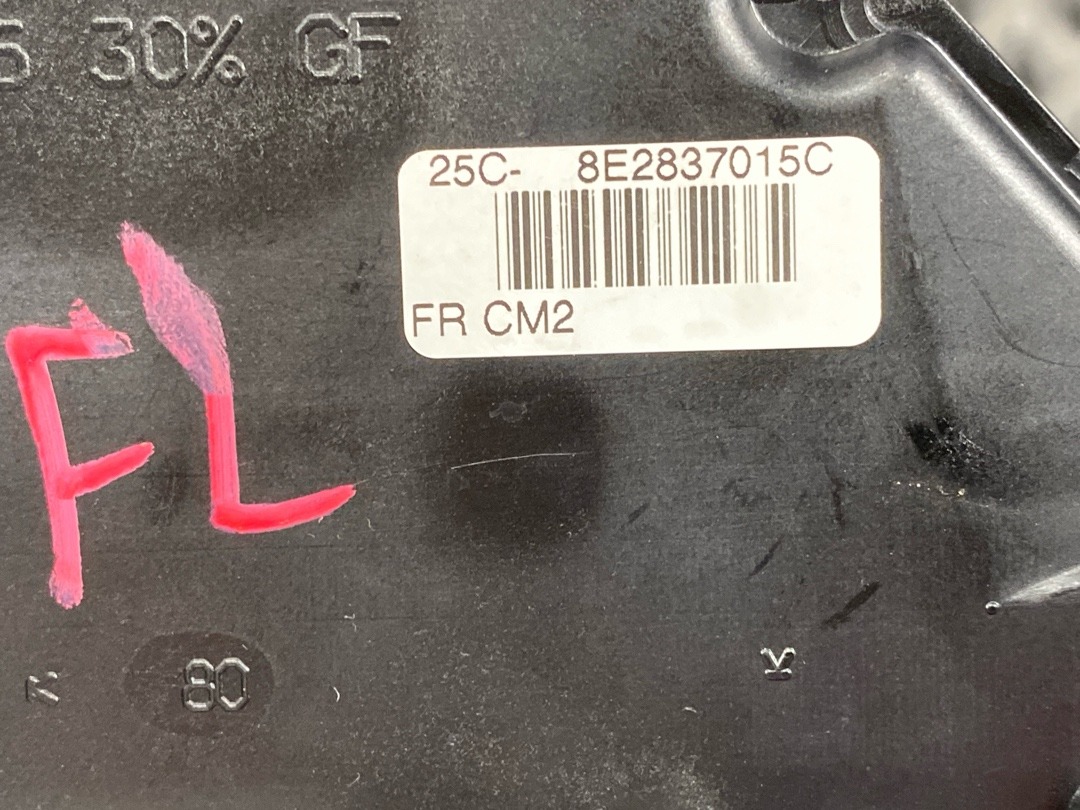 30% GF
25C- 8E2837015C
FR CM2
FL
80
K